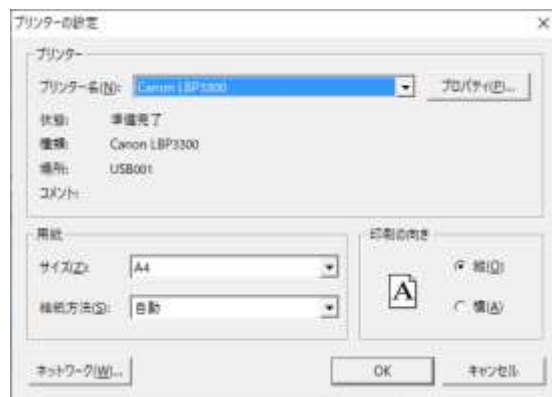 プリンターの設定
プリンター
プリンター名(N): Canon LBP3300 プロパティ(P)...
状態: 準備完了
種類: Canon LBP3300
場所: USB001
コメント:
用紙
サイズ(Z): A4
給紙方法(S): 自動
印刷の向き
A
縦(O)
横(A)
ネットワーク(W)... OK キャンセル